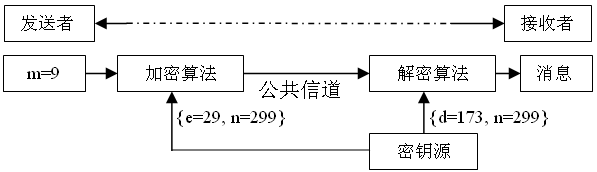 发送者
接收者
m=9
加密算法
解密算法
消息
公共信道
{e=29, n=299}
{d=173, n=299}
密钥源